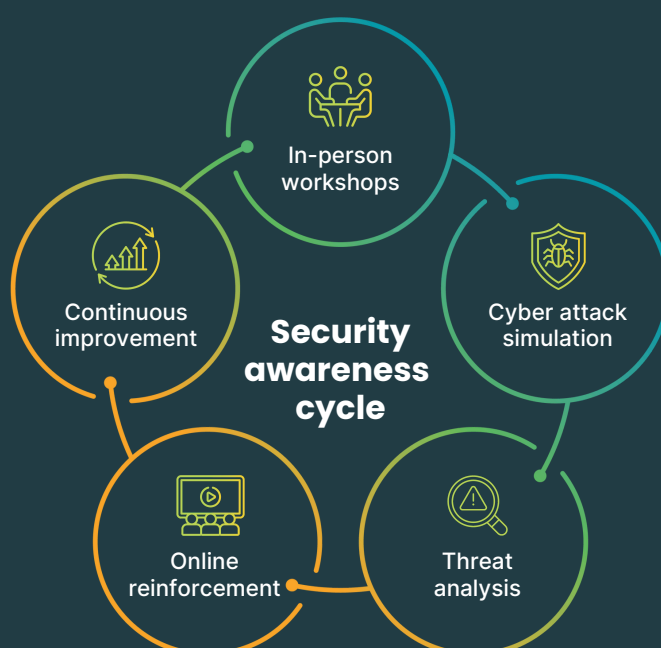 In-person
workshops
Cyber attack
simulation
Threat
analysis
Online
reinforcement
Continuous
improvement
Security
awareness
cycle